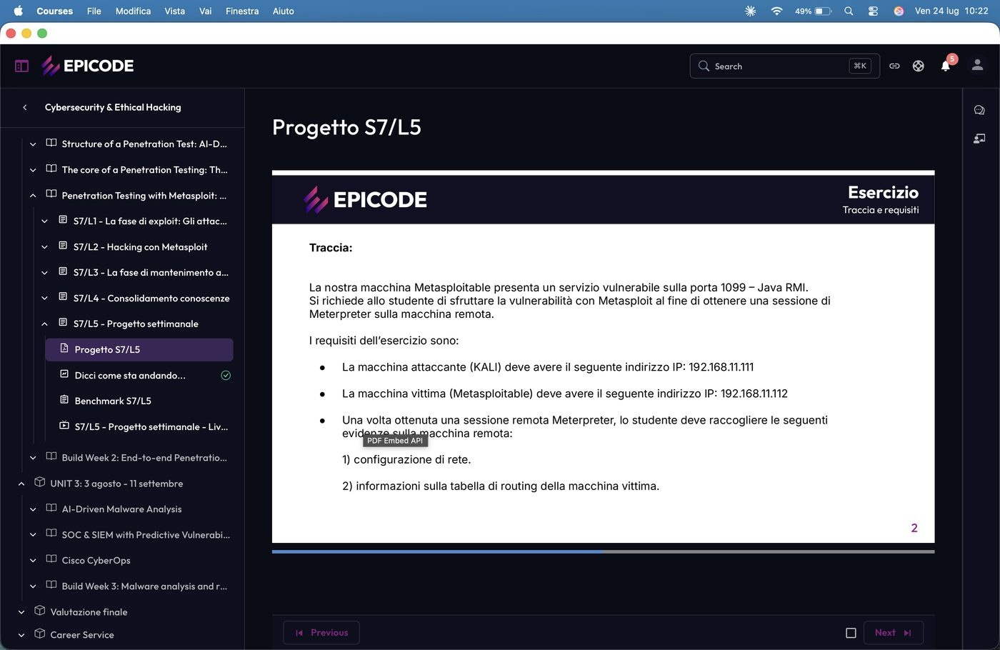 Courses File Modifica Vista Vai Finestra Aiuto 49% Ven 24 lug 10:22
EPICODE
Search ⌘K
5
Cybersecurity & Ethical Hacking
Structure of a Penetration Test: AI-D...
The core of a Penetration Testing: Th...
Penetration Testing with Metasploit: ...
S7/L1 - La fase di exploit: Gli attac...
S7/L2 - Hacking con Metasploit
S7/L3 - La fase di mantenimento a...
S7/L4 - Consolidamento conoscenze
S7/L5 - Progetto settimanale
Progetto S7/L5
Dicci come sta andando...
Benchmark S7/L5
S7/L5 - Progetto settimanale - Liv...
Build Week 2: End-to-end Penetratio...
UNIT 3: 3 agosto - 11 settembre
AI-Driven Malware Analysis
SOC & SIEM with Predictive Vulnerabi...
Cisco CyberOps
Build Week 3: Malware analysis and r...
Valutazione finale
Career Service
Progetto S7/L5
EPICODE
Esercizio
Traccia e requisiti
Traccia:
La nostra macchina Metasploitable presenta un servizio vulnerabile sulla porta 1099 – Java RMI.
Si richiede allo studente di sfruttare la vulnerabilità con Metasploit al fine di ottenere una sessione di
Meterpreter sulla macchina remota.
I requisiti dell’esercizio sono:
● La macchina attaccante (KALI) deve avere il seguente indirizzo IP: 192.168.11.111
● La macchina vittima (Metasploitable) deve avere il seguente indirizzo IP: 192.168.11.112
● Una volta ottenuta una sessione remota Meterpreter, lo studente deve raccogliere le seguenti
evidenze sulla macchina remota:
PDF Embed API
1) configurazione di rete.
2) informazioni sulla tabella di routing della macchina vittima.
2
Previous
Next